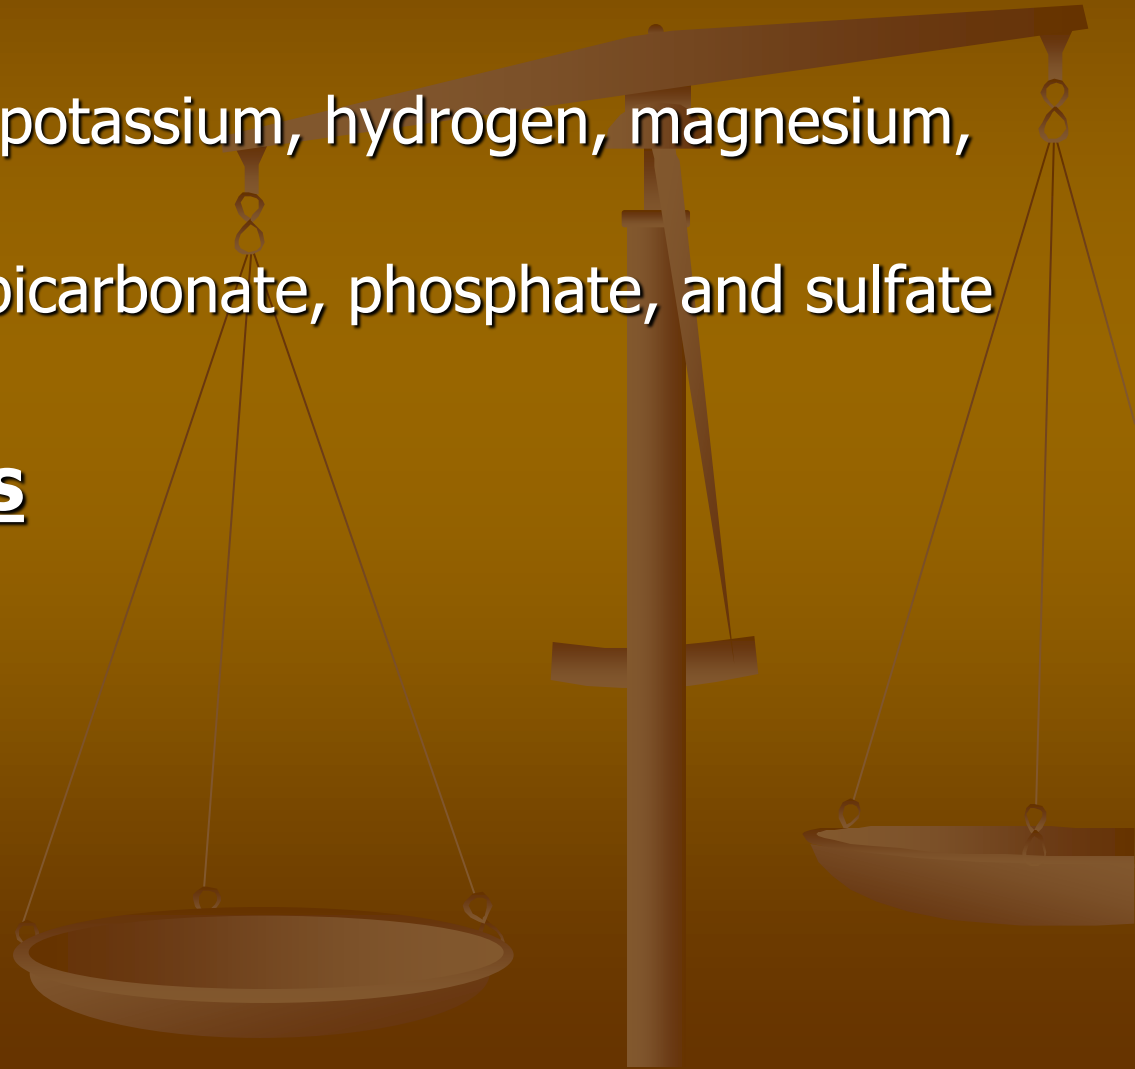 potassium, hydrogen, magnesium,
bicarbonate, phosphate, and sulfate
s